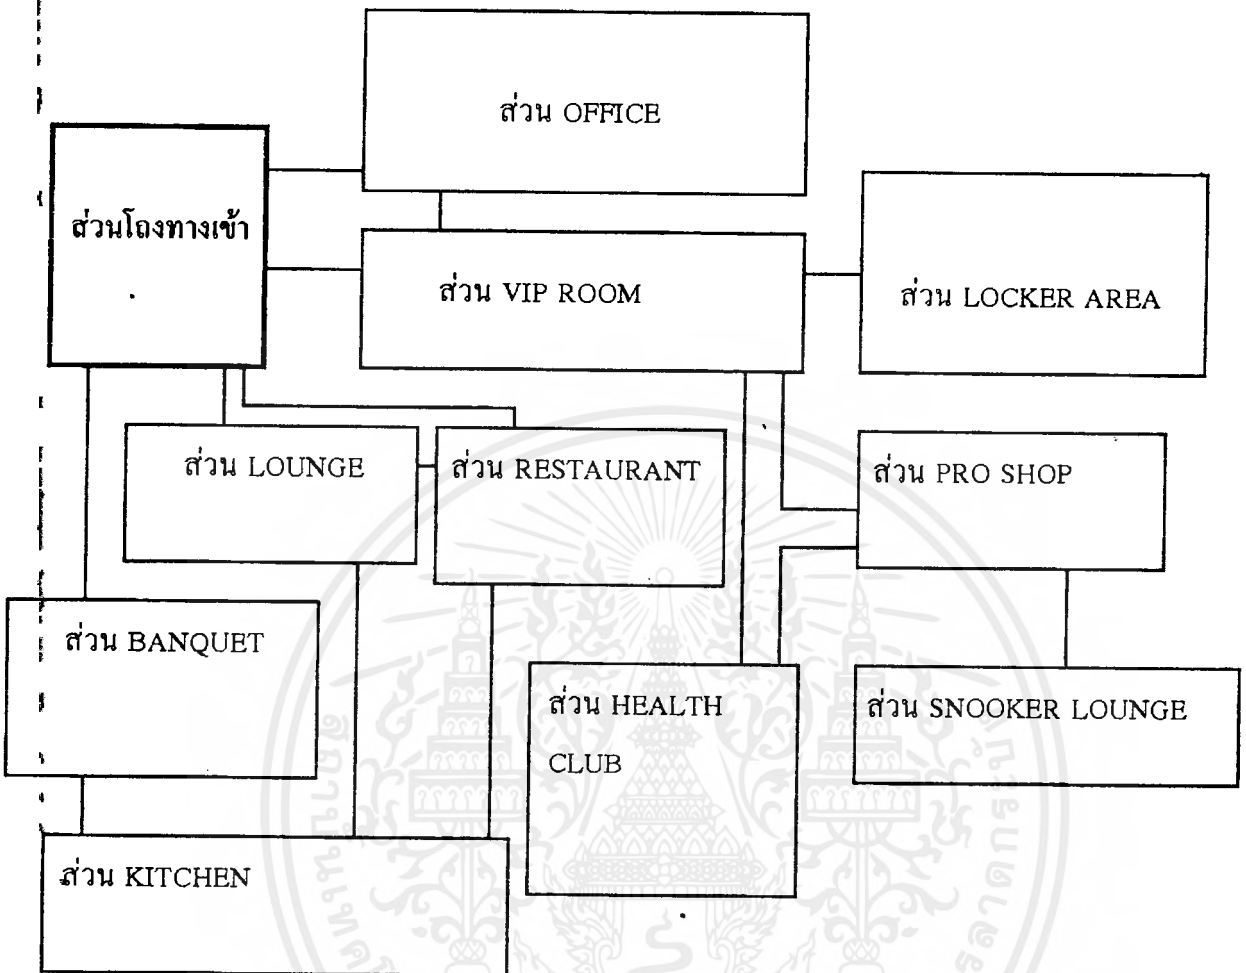 ส่วน OFFICE
ส่วนโถงทางเข้า
ส่วน VIP ROOM
ส่วน LOCKER AREA
ส่วน LOUNGE
ส่วน RESTAURANT
ส่วน PRO SHOP
ส่วน BANQUET
ส่วน HEALTH
CLUB
ส่วน SNOOKER LOUNGE
ส่วน KITCHEN